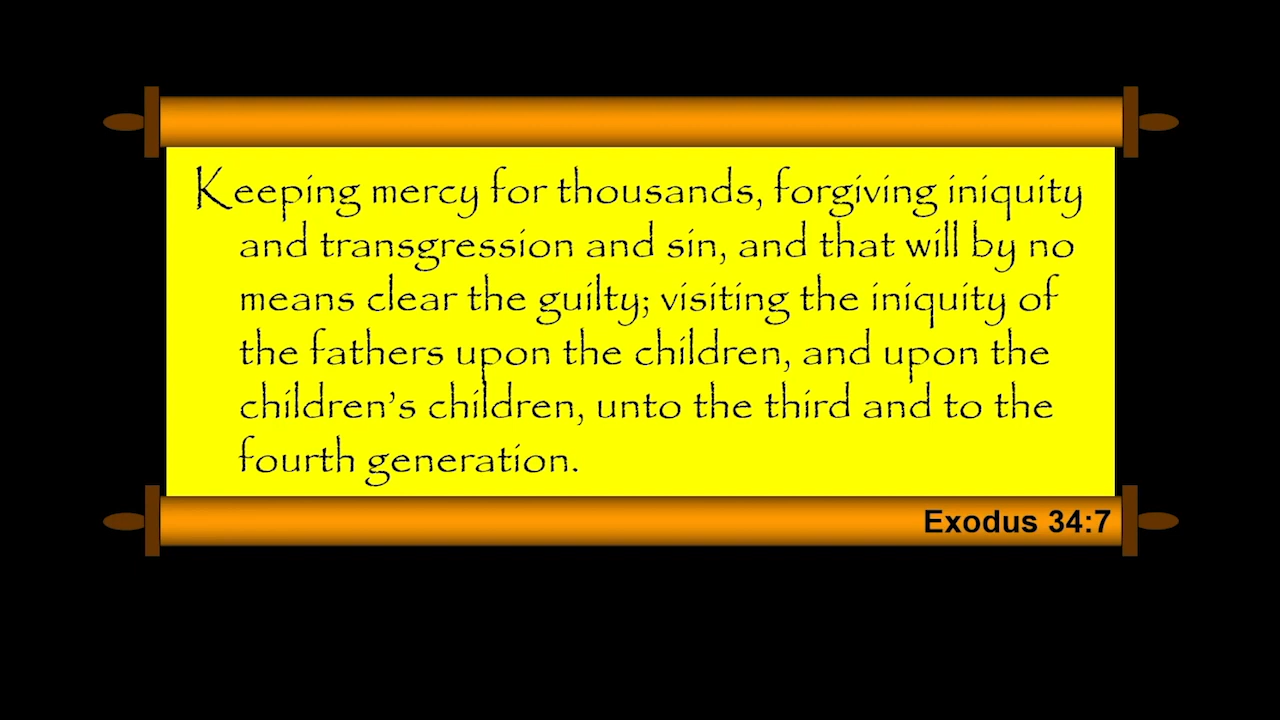 Keeping mercy for thousands, forgiving iniquity
and transgression and sin, and that will by no
means clear the guilty; visiting the iniquity of
the fathers upon the children, and upon the
children’s children, unto the third and to the
fourth generation.
Exodus 34:7